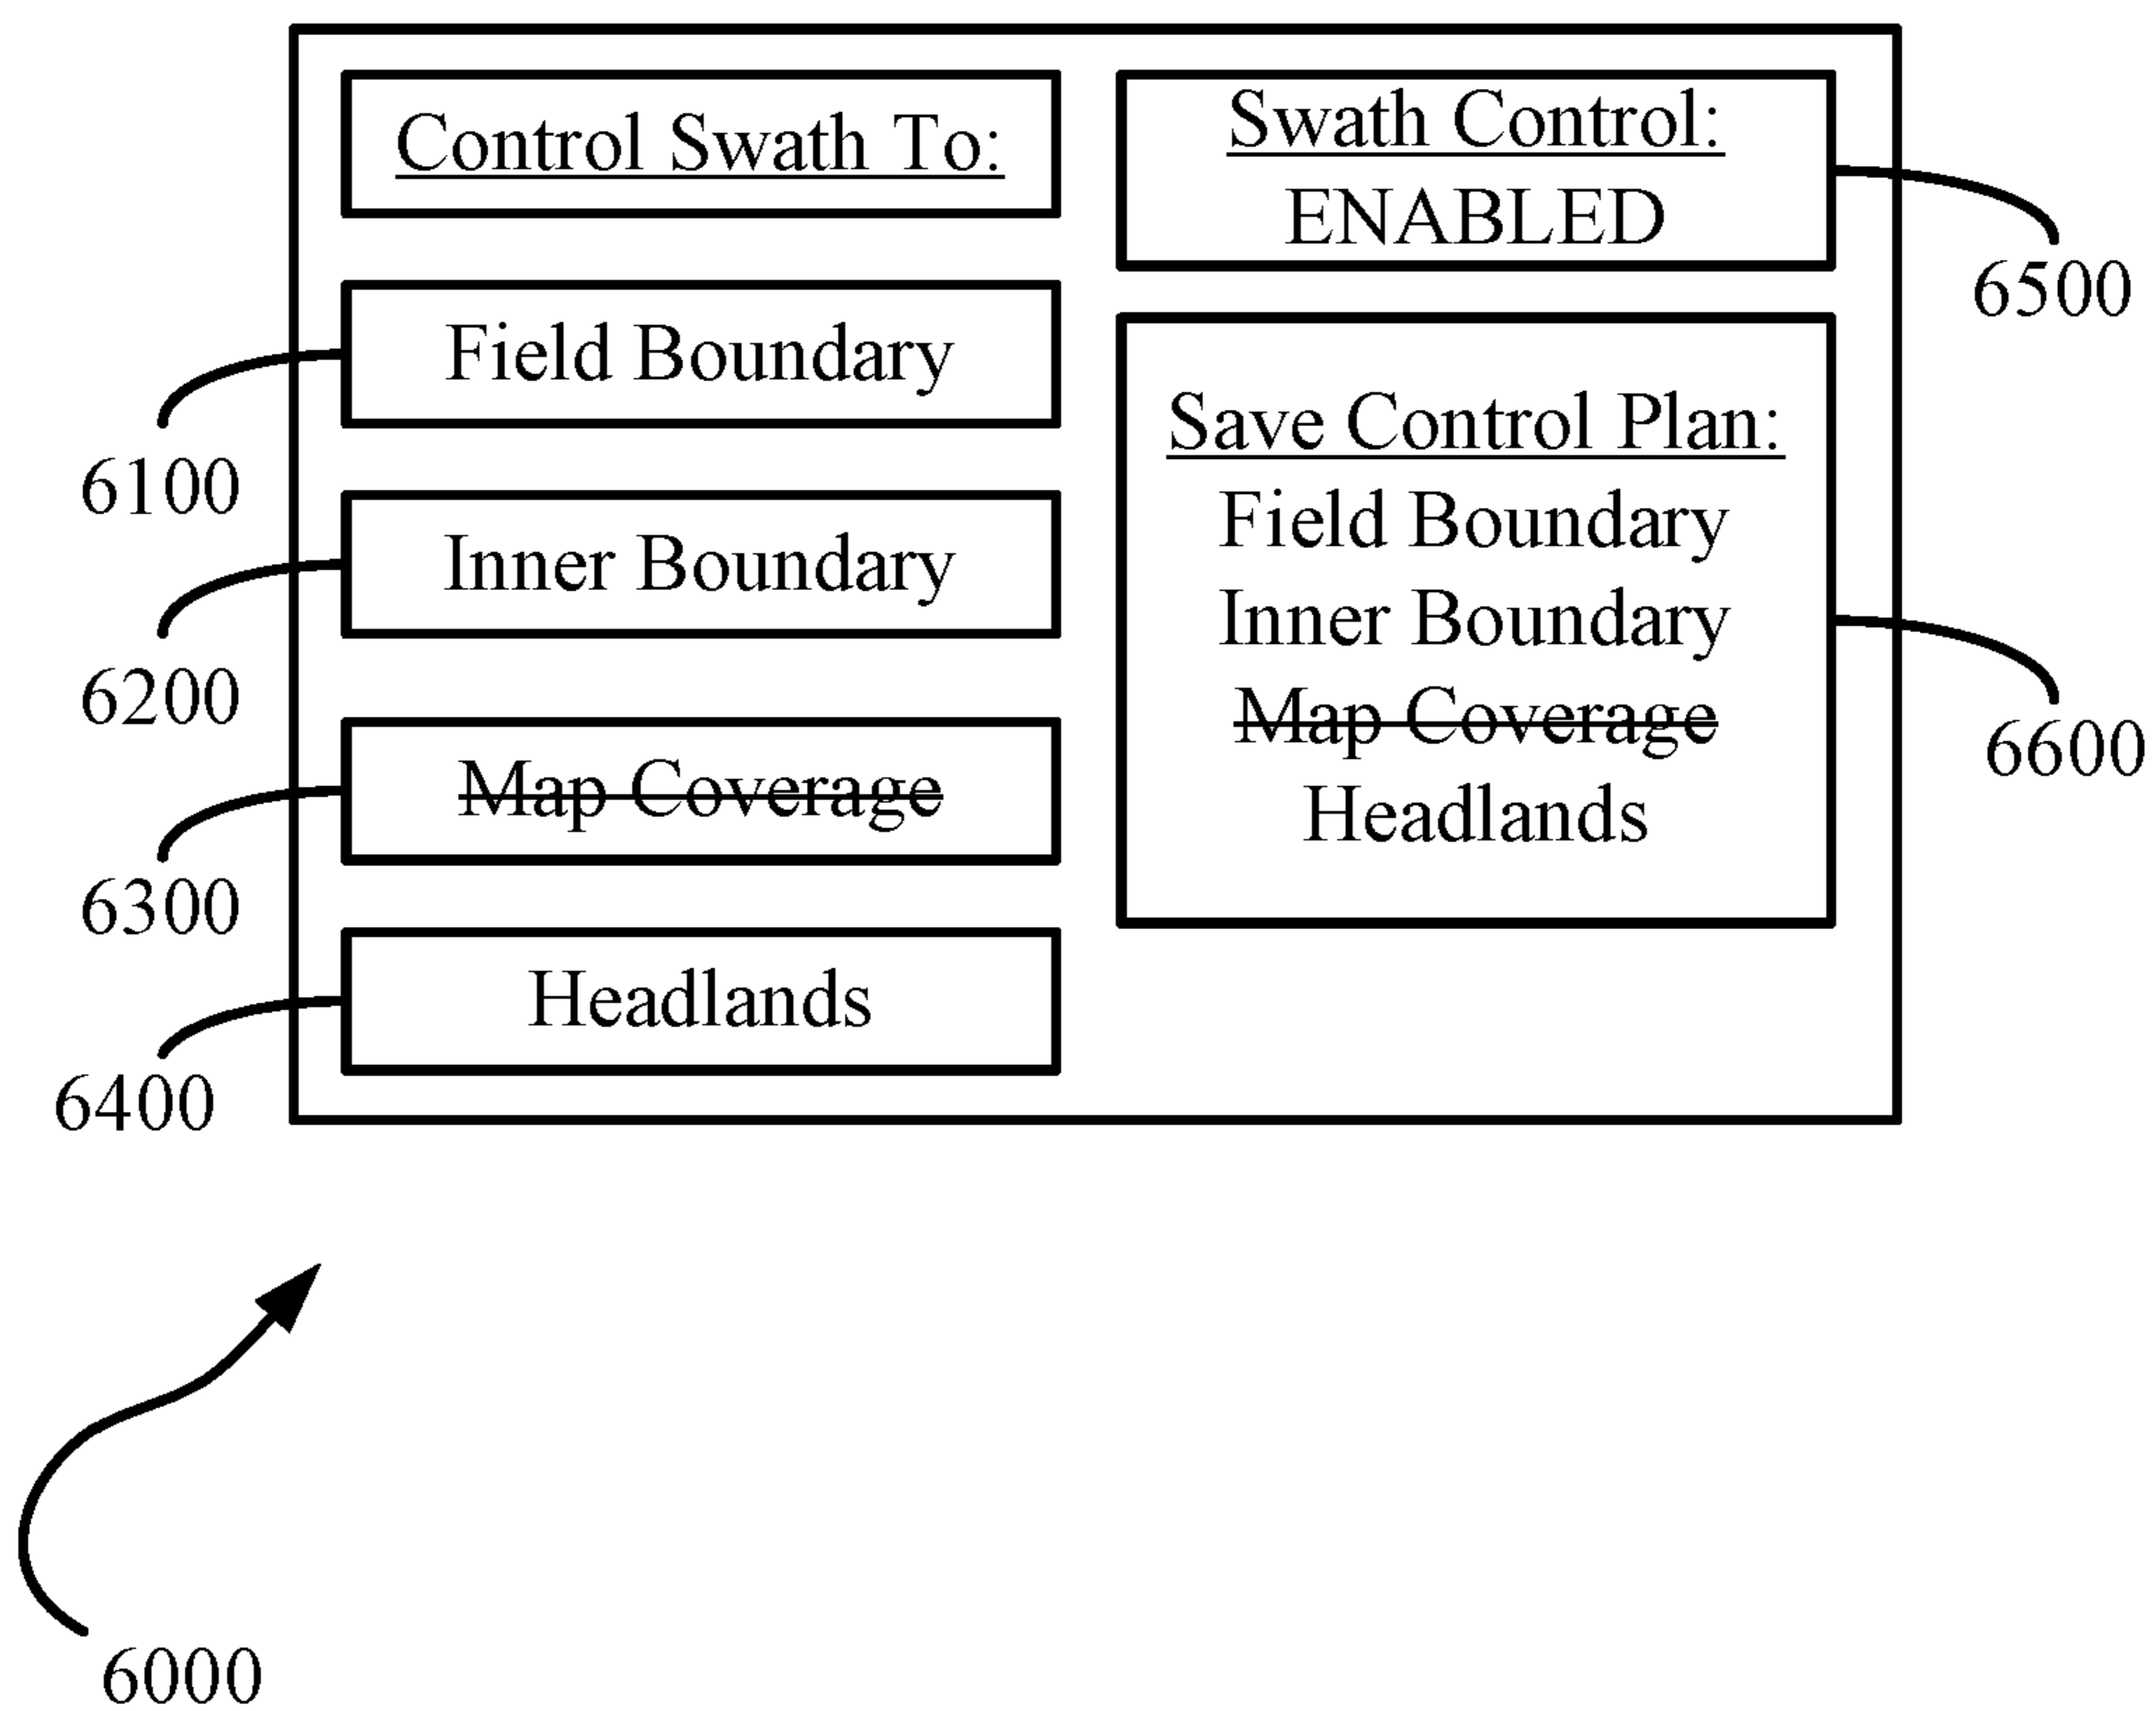 Control Swath To:
Field Boundary
6100
Inner Boundary
6200
Map Coverage
6300
Headlands
6400
Swath Control:
ENABLED
6500
Save Control Plan:
Field Boundary
Inner Boundary
Map Coverage
Headlands
6600
6000